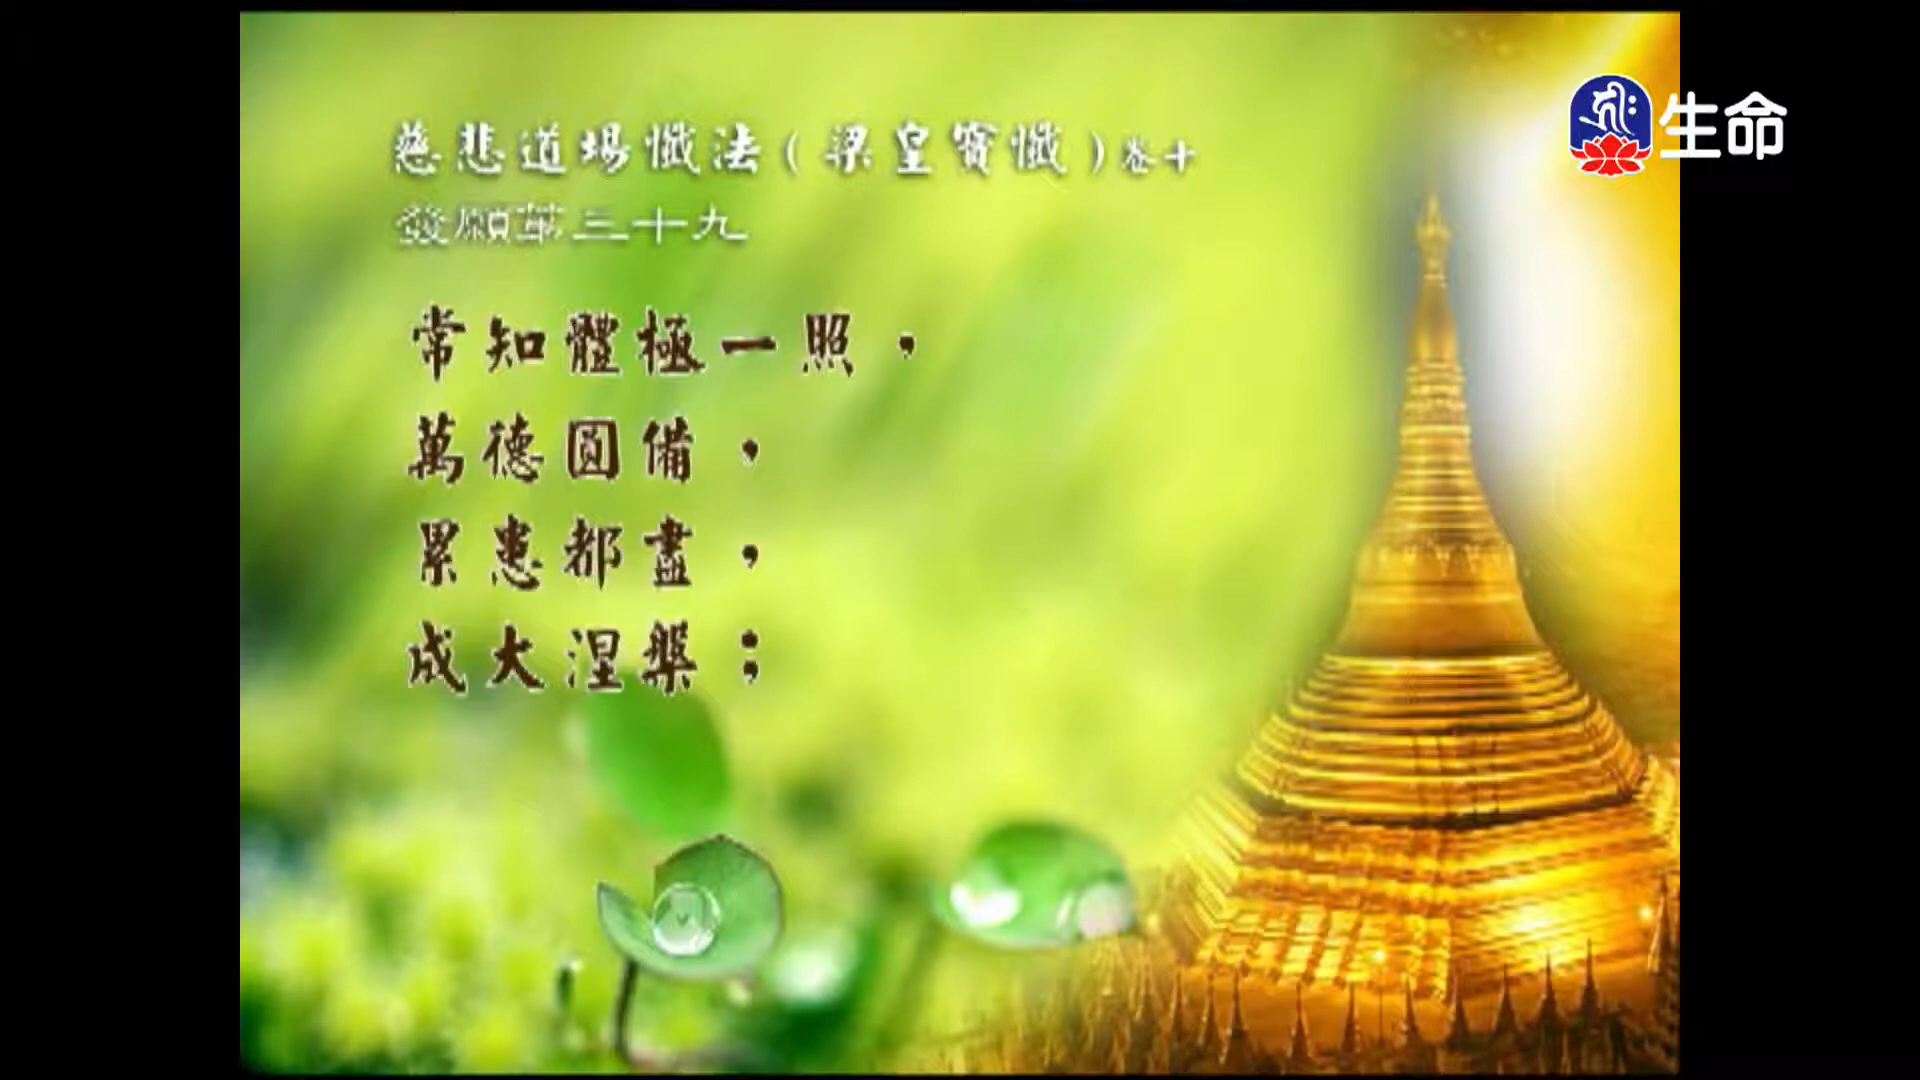 慈悲道場懺法(梁皇寶懺)卷十
發願第三十九
常知體極一照，
萬德圓備，
累患都盡，
成大涅槃；
生命